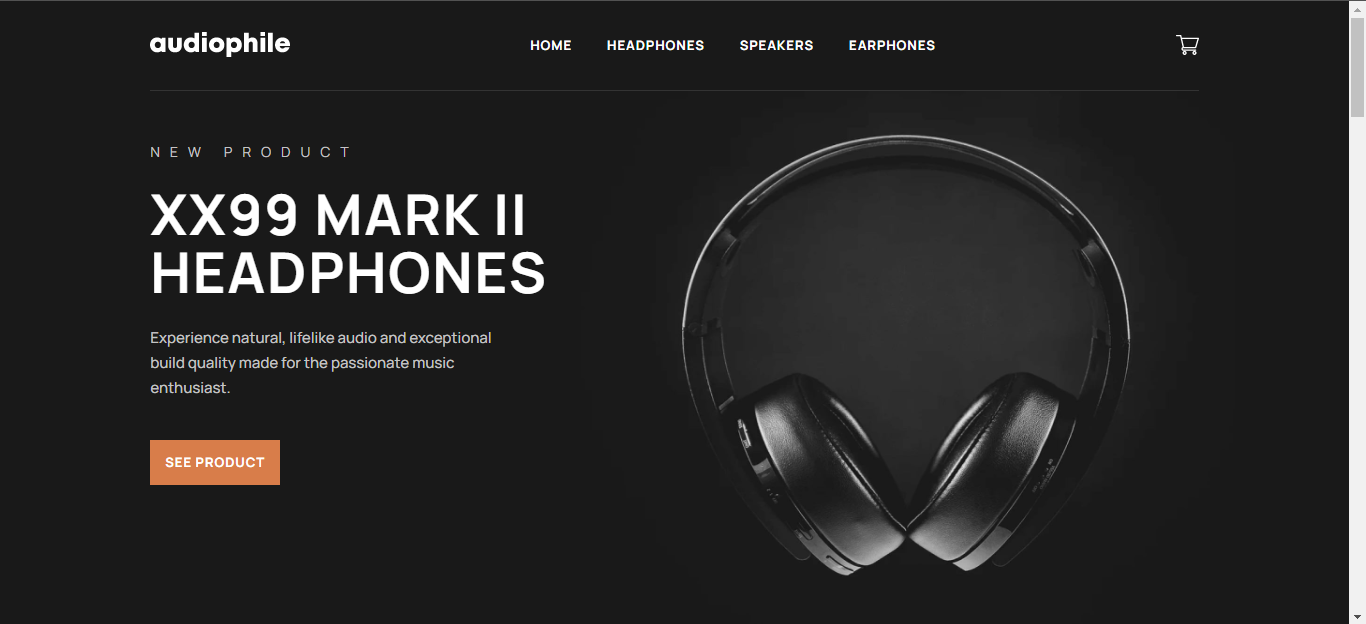 audiophile
HOME HEADPHONES SPEAKERS EARPHONES
NEW PRODUCT
XX99 MARK II
HEADPHONES
Experience natural, lifelike audio and exceptional
build quality made for the passionate music
enthusiast.
SEE PRODUCT